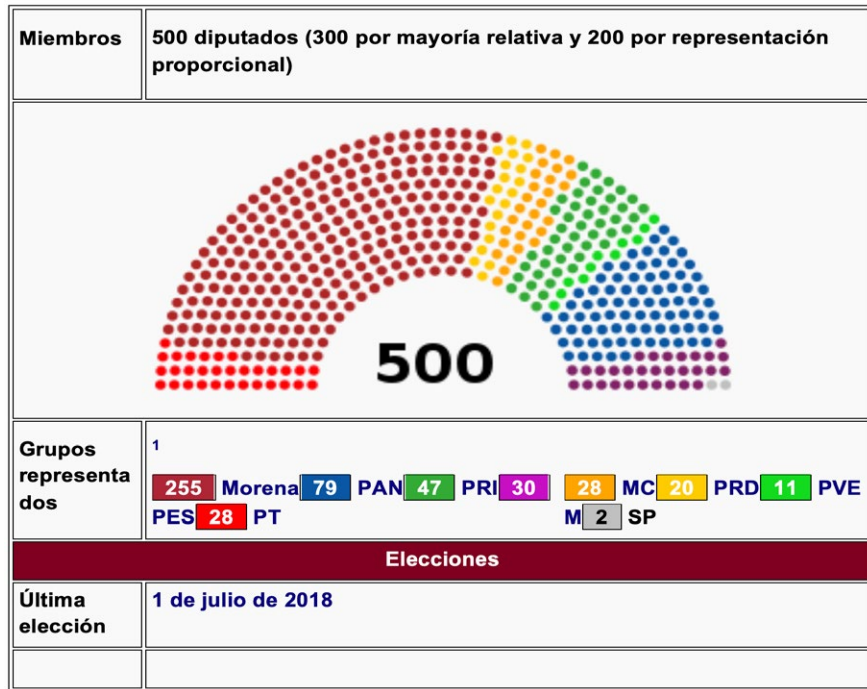 Miembros
500 diputados (300 por mayoría relativa y 200 por representación
proporcional)
500
Grupos
representa
dos
1
255 Morena 79 PAN 47 PRI 30
PES 28 PT
28 MC 20 PRD 11 PVE
M 2 SP
Elecciones
Última
elección
1 de julio de 2018